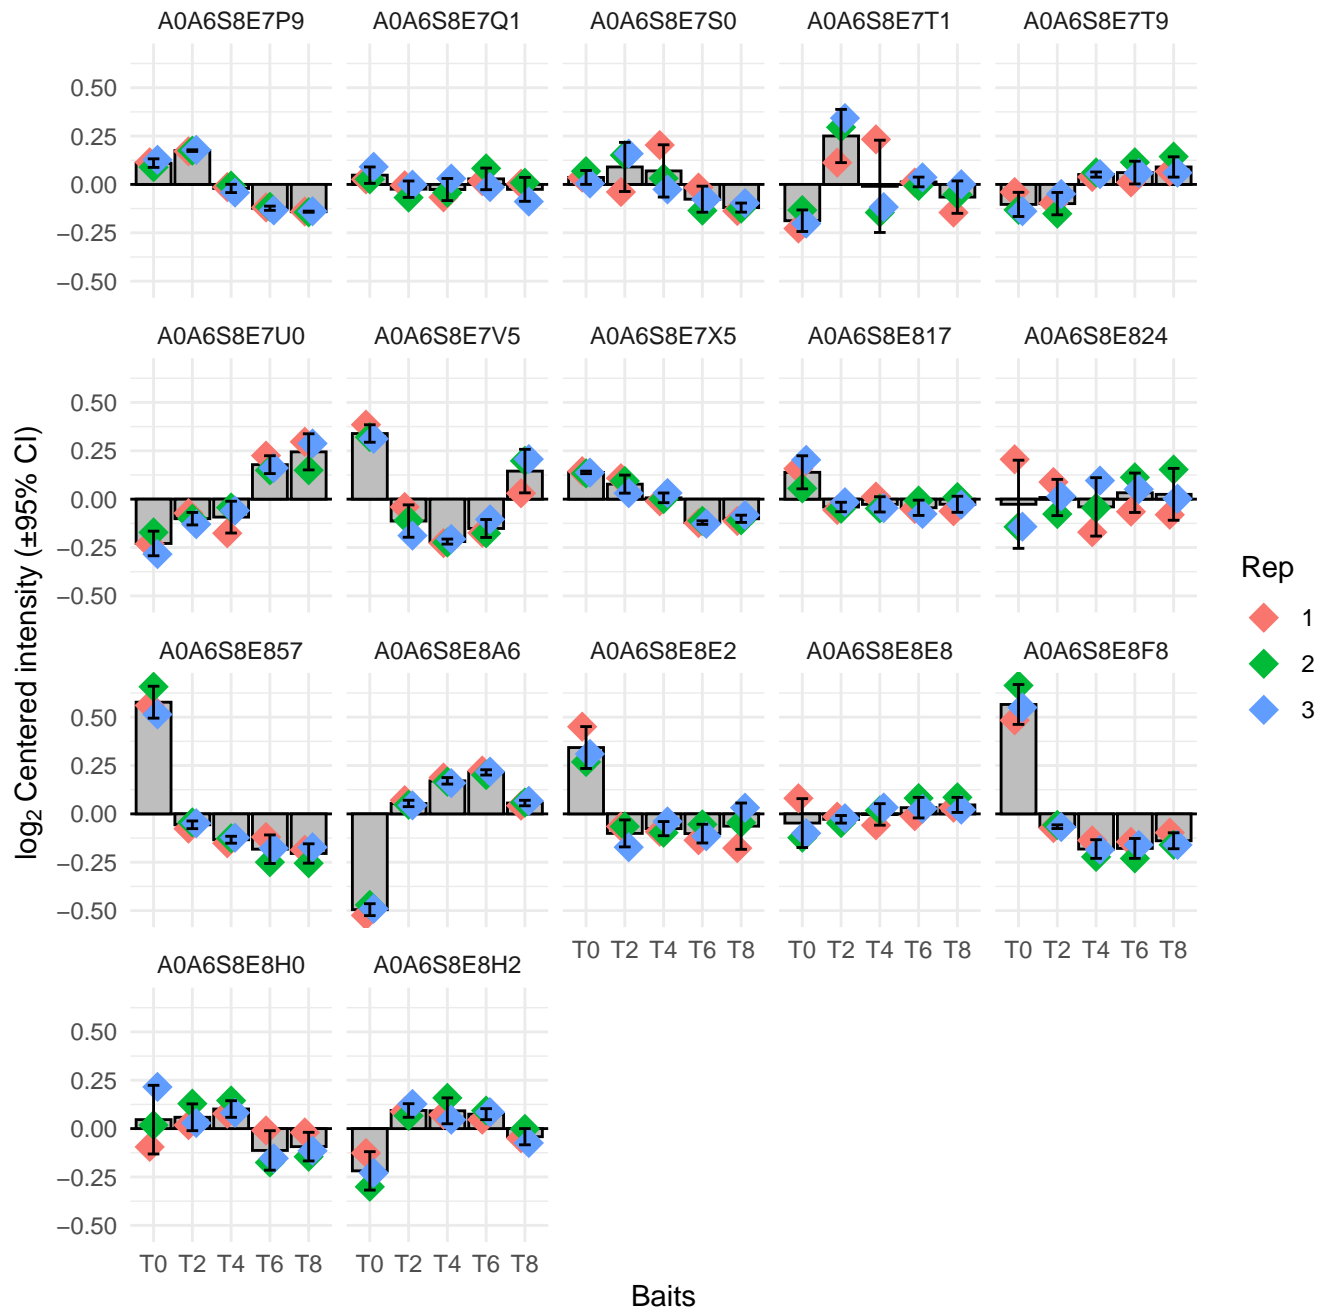 A0A6S8E7P9 A0A6S8E7Q1 A0A6S8E7S0 A0A6S8E7T1 A0A6S8E7T9
0.50
0.25
0.00
−0.25
−0.50
A0A6S8E7U0 A0A6S8E7V5 A0A6S8E7X5 A0A6S8E817 A0A6S8E824
0.50
0.25
0.00
−0.25
−0.50
log2 Centered intensity (±95% CI)
Rep
1
2
3
A0A6S8E857 A0A6S8E8A6 A0A6S8E8E2 A0A6S8E8E8 A0A6S8E8F8
0.50
0.25
0.00
−0.25
−0.50
T0 T2 T4 T6 T8 T0 T2 T4 T6 T8 T0 T2 T4 T6 T8
A0A6S8E8H0 A0A6S8E8H2
0.50
0.25
0.00
−0.25
−0.50
T0 T2 T4 T6 T8 T0 T2 T4 T6 T8
Baits